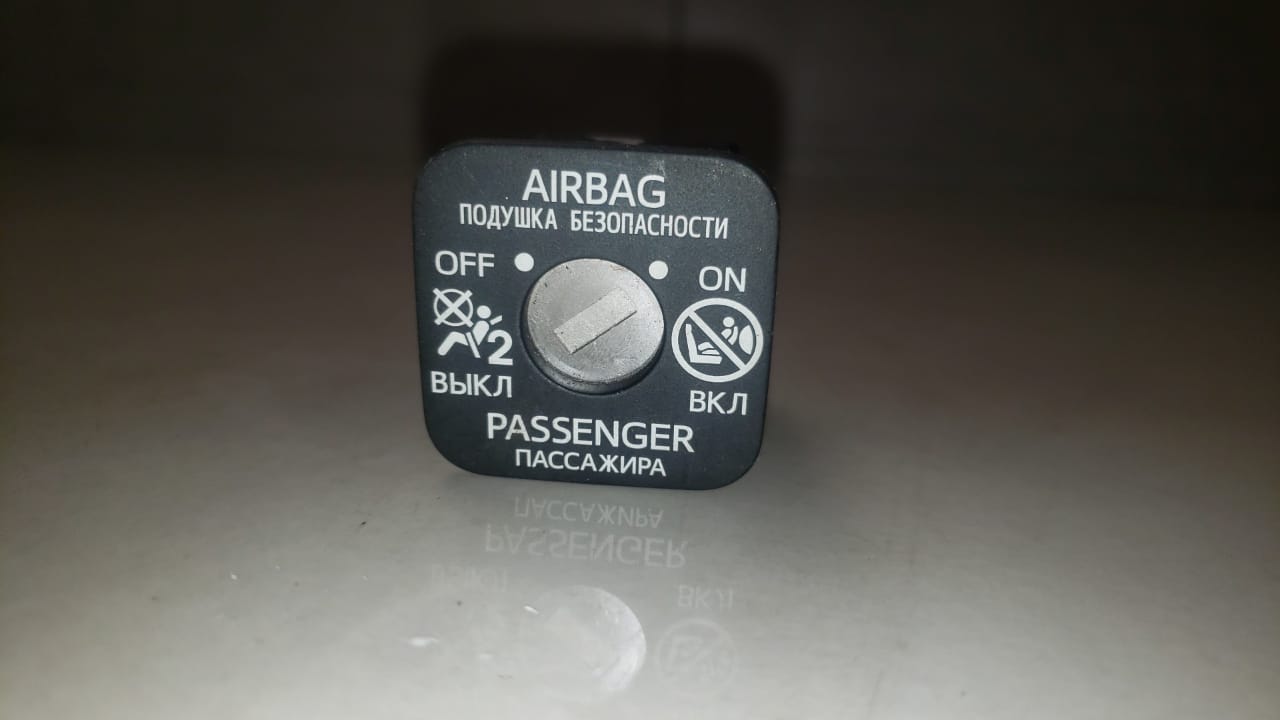 AIRBAG
ПОДУШКА БЕЗОПАСНОСТИ
OFF
ON
2
ВЫКЛ
ВКЛ
PASSENGER
ПАССАЖИРА